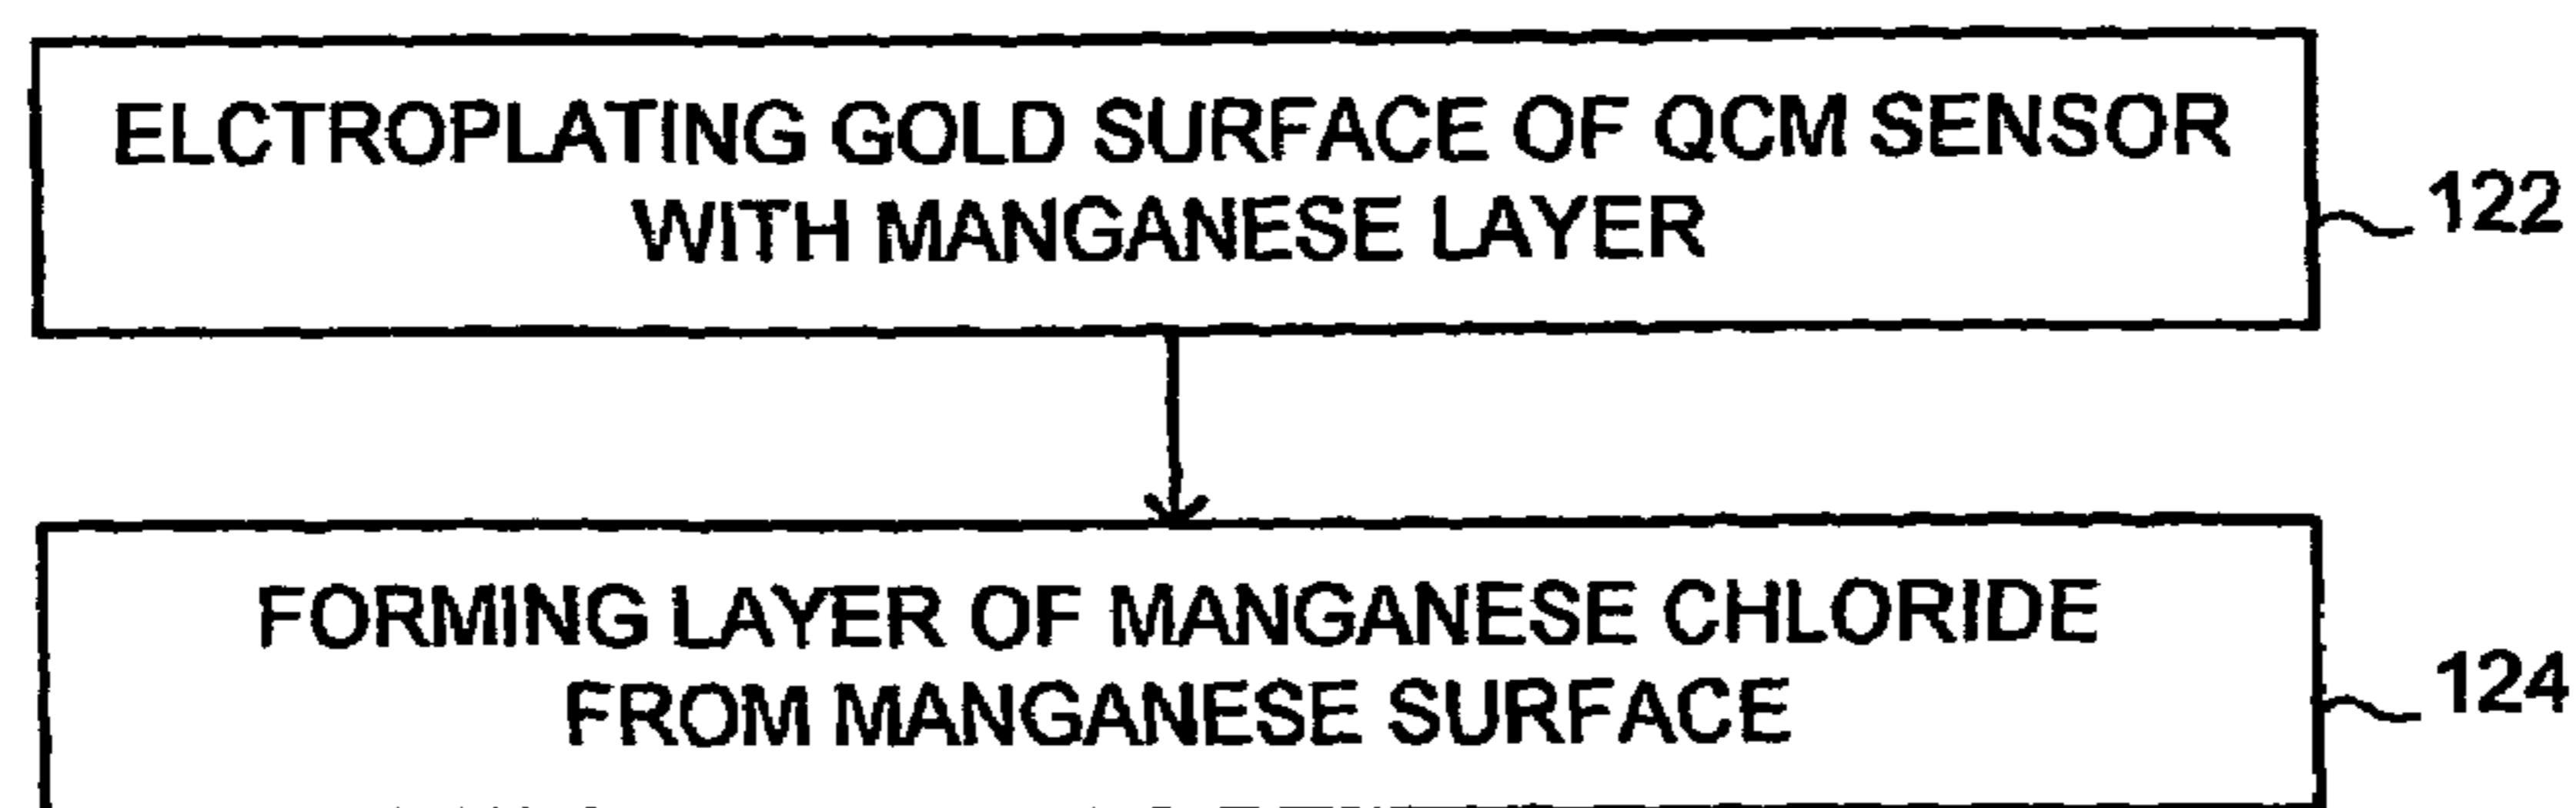 ELCTROPLATING GOLD SURFACE OF QCM SENSOR
WITH MANGANESE LAYER
122
FORMING LAYER OF MANGANESE CHLORIDE
FROM MANGANESE SURFACE
124